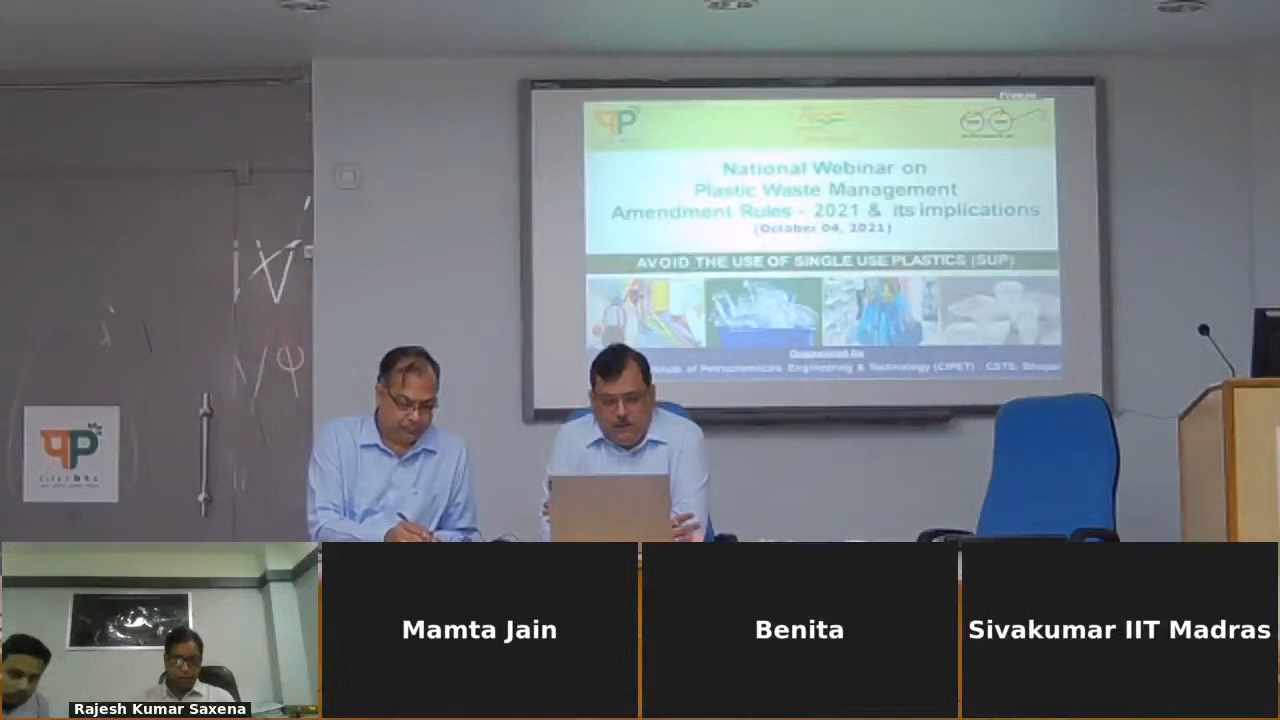 Freeze
National Webinar on
Plastic Waste Management
Amendment Rules - 2021 & its implications
(October 04, 2021)
AVOID THE USE OF SINGLE USE PLASTICS (SUP)
Organized by
of Petrochemicals Engineering & Technology (CIPET) , CSTS, Bhopal
Rajesh Kumar Saxena
Mamta Jain
Benita
Sivakumar IIT Madras